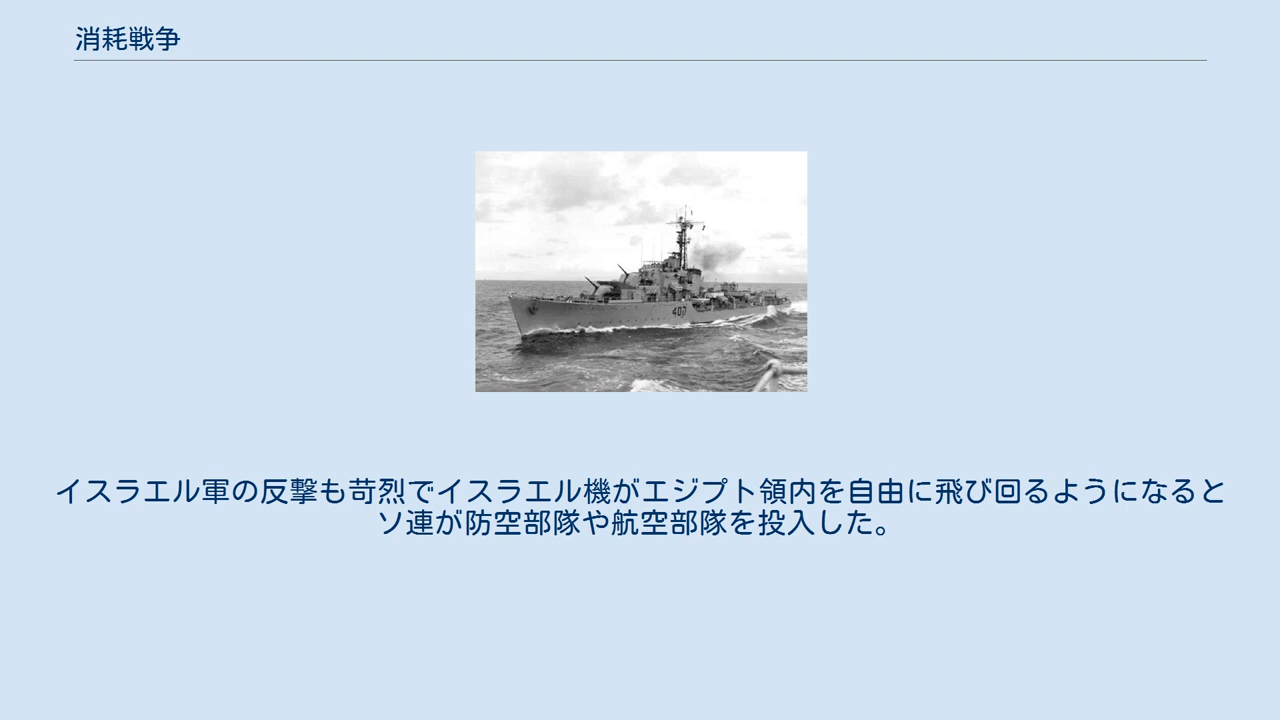 消耗戦争
407
イスラエル軍の反撃も苛烈でイスラエル機がエジプト領内を自由に飛び回るようになると
ソ連が防空部隊や航空部隊を投入した。